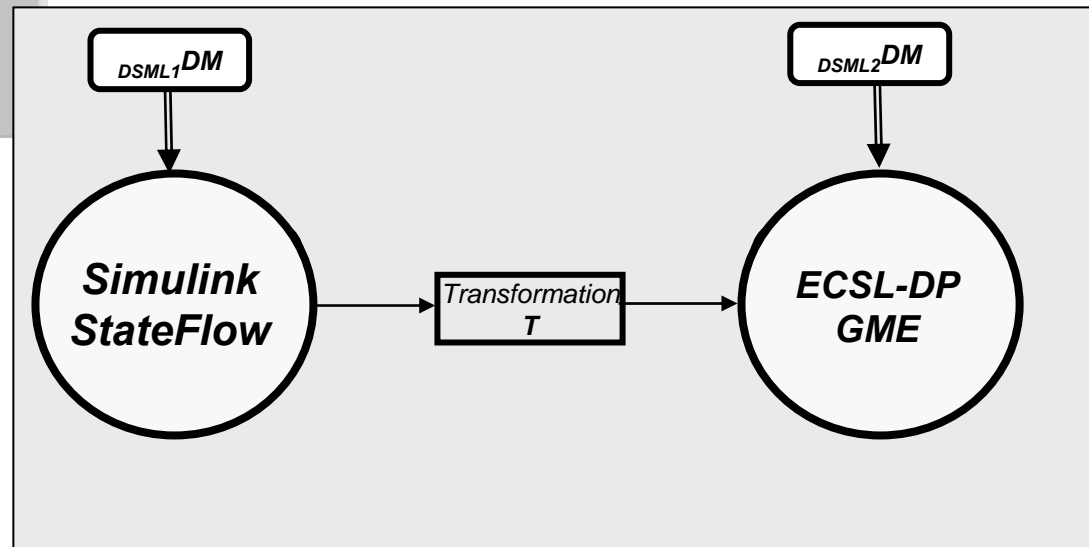 DSML1DM
DSML2DM
Simulink
StateFlow
Transformation
T
ECSL-DP
GME